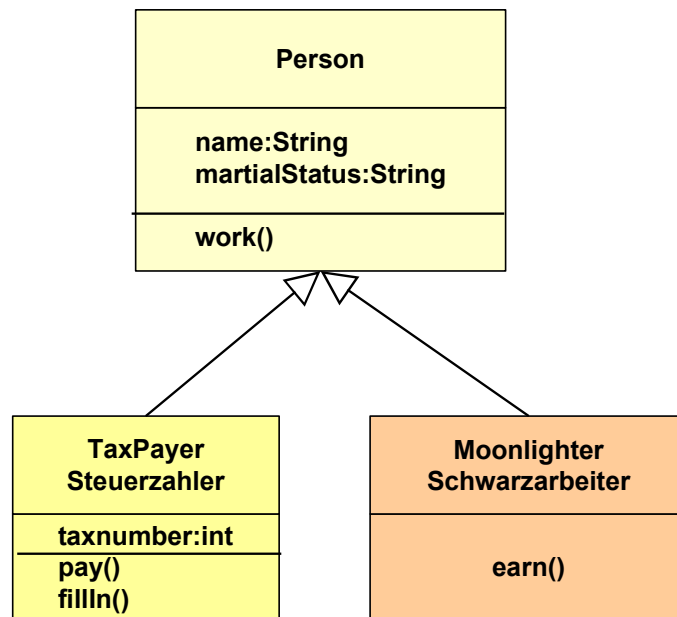 Person
name:String
martialStatus:String
work()
TaxPayer
Steuerzahler
taxnumber:int
pay()
fillIn()
Moonlighter
Schwarzarbeiter
earn()